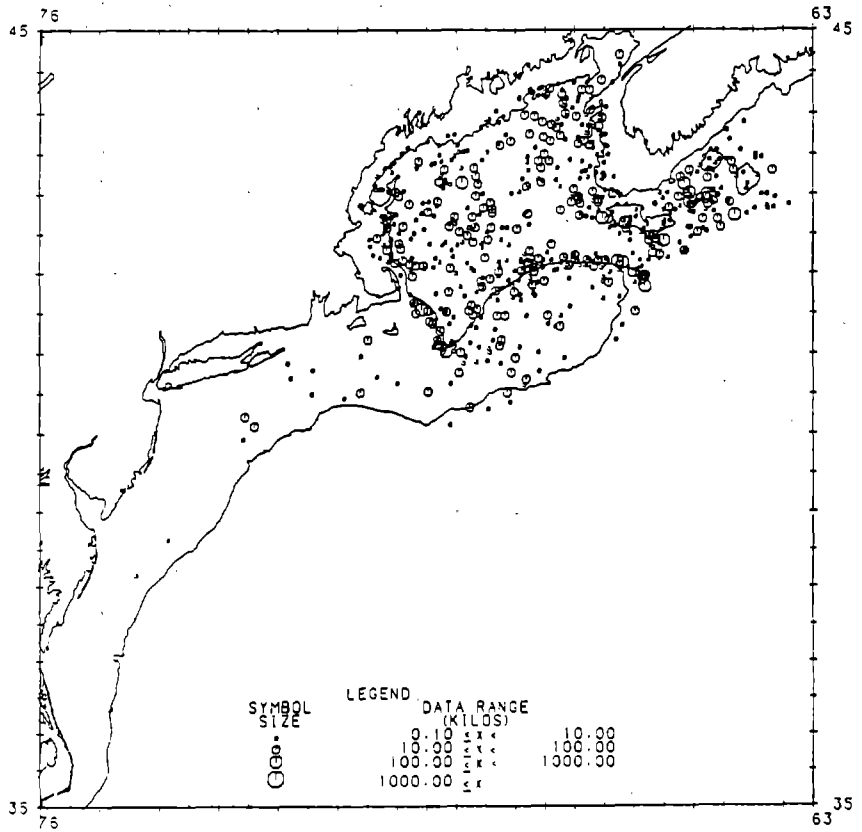 76 63
45 45
LEGEND
SYMBOL DATA RANGE
SIZE (KILOS)
0.10 ≤ x < 10.00
10.00 ≤ x < 100.00
100.00 ≤ x < 1000.00
1000.00 ≤ x
35 35
76 63